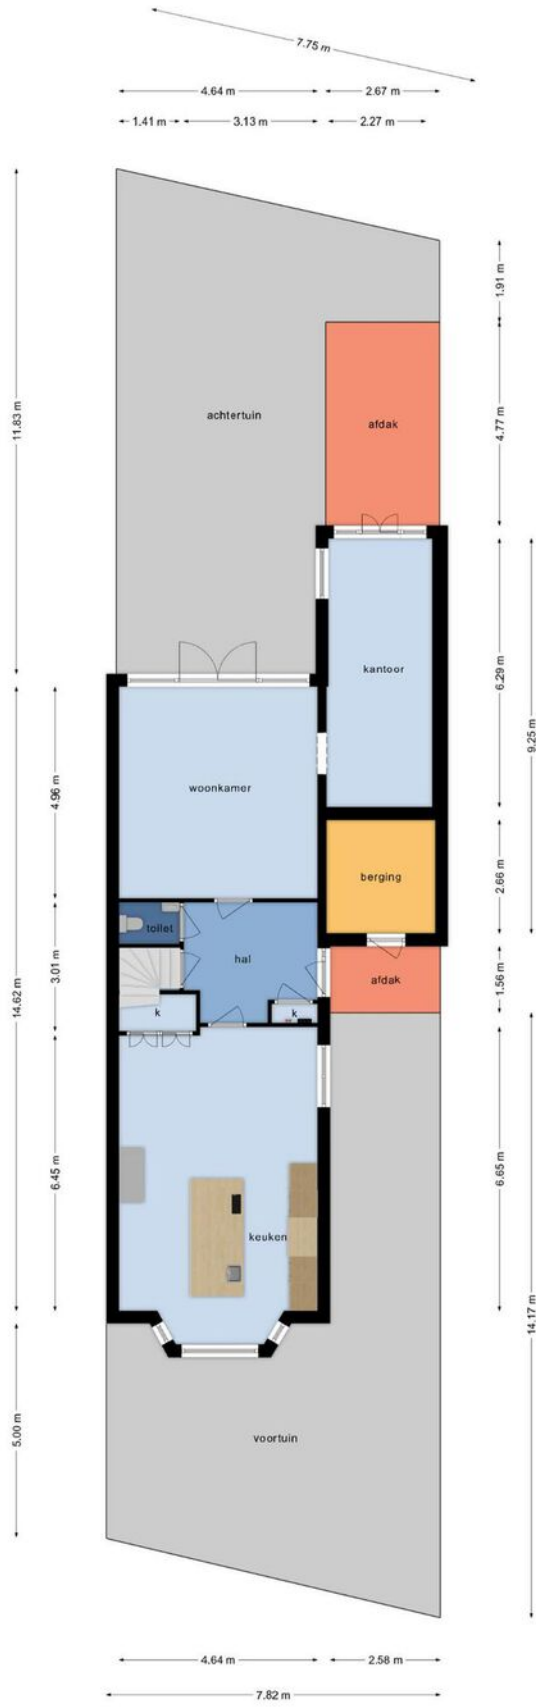 7.75 m
4.64 m 2.67 m
1.41 m 3.13 m 2.27 m
1.91 m
11.83 m
achtertuin
afdak
4.77 m
kantoor
6.29 m
9.25 m
woonkamer
4.96 m
berging
2.66 m
toilet
hal
3.01 m
afdak
1.56 m
14.62 m
k
k
6.45 m
6.65 m
keuken
14.17 m
5.00 m
voortuin
4.64 m 2.58 m
7.82 m